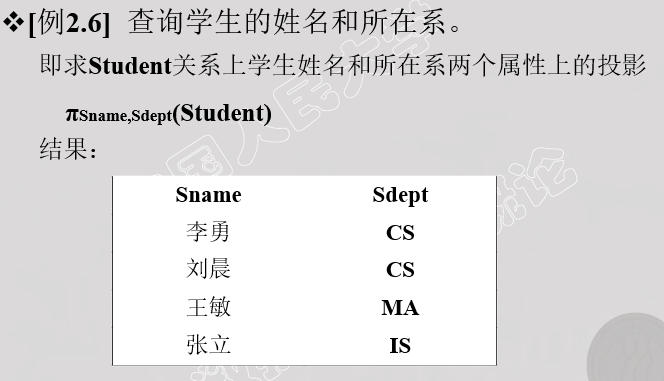 ❖[例2.6] 查询学生的姓名和所在系。
即求Student关系上学生姓名和所在系两个属性上的投影
πSname,Sdept(Student)
结果：
Sname Sdept
李勇 CS
刘晨 CS
王敏 MA
张立 IS